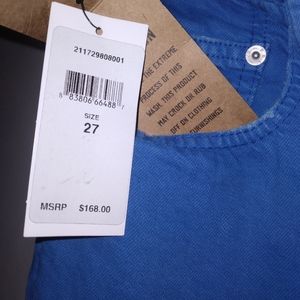 211729808001
8 83806 66488 7
SIZE
27
MSRP $168.00
THE EXTREME
PROCESS OF THIS
WASH, THIS PRODUCT
MAY CROCK OR RUB
OFF ON CLOTHING
FURNISHINGS